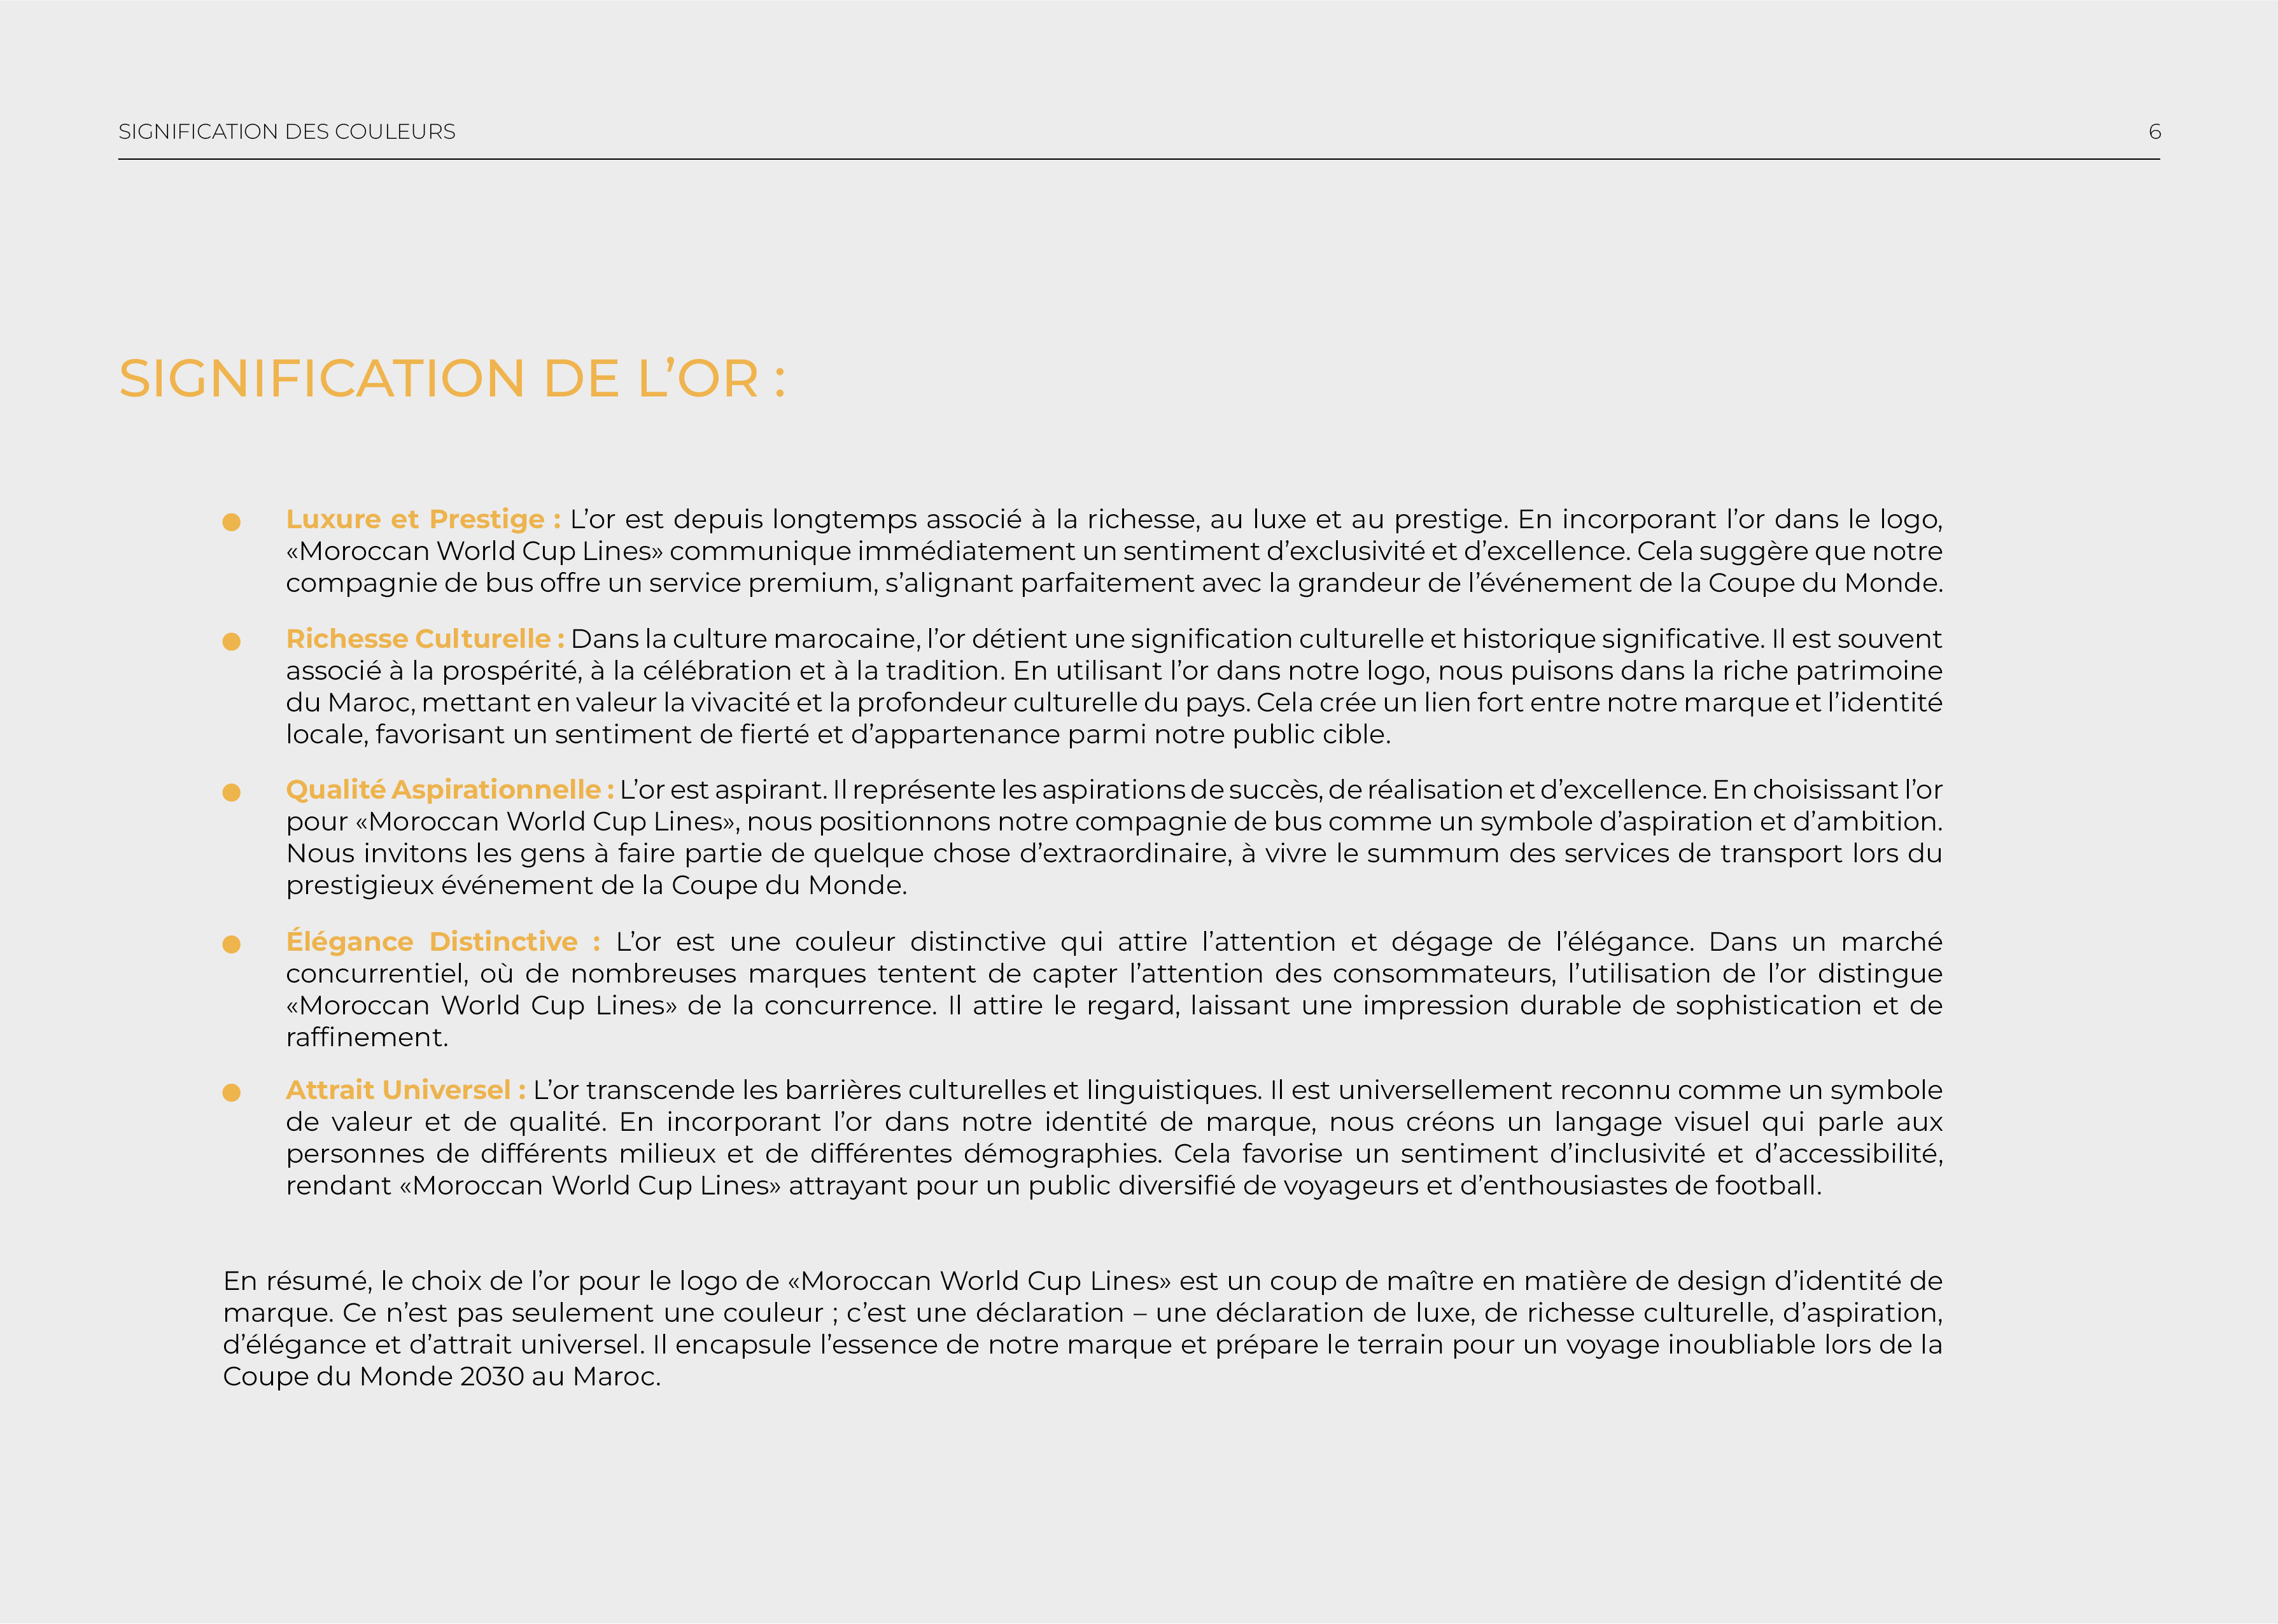 SIGNIFICATION DES COULEURS
6
SIGNIFICATION DE L’OR :
Luxure et Prestige : L’or est depuis longtemps associé à la richesse, au luxe et au prestige. En incorporant l’or dans le logo,
«Moroccan World Cup Lines» communique immédiatement un sentiment d’exclusivité et d’excellence. Cela suggère que notre
compagnie de bus offre un service premium, s’alignant parfaitement avec la grandeur de l’événement de la Coupe du Monde.
Richesse Culturelle : Dans la culture marocaine, l’or détient une signification culturelle et historique significative. Il est souvent
associé à la prospérité, à la célébration et à la tradition. En utilisant l’or dans notre logo, nous puisons dans la riche patrimoine
du Maroc, mettant en valeur la vivacité et la profondeur culturelle du pays. Cela crée un lien fort entre notre marque et l’identité
locale, favorisant un sentiment de fierté et d’appartenance parmi notre public cible.
Qualité Aspirationnelle : L’or est aspirant. Il représente les aspirations de succès, de réalisation et d’excellence. En choisissant l’or
pour «Moroccan World Cup Lines», nous positionnons notre compagnie de bus comme un symbole d’aspiration et d’ambition.
Nous invitons les gens à faire partie de quelque chose d’extraordinaire, à vivre le summum des services de transport lors du
prestigieux événement de la Coupe du Monde.
Élégance Distinctive : L’or est une couleur distinctive qui attire l’attention et dégage de l’élégance. Dans un marché
concurrentiel, où de nombreuses marques tentent de capter l’attention des consommateurs, l’utilisation de l’or distingue
«Moroccan World Cup Lines» de la concurrence. Il attire le regard, laissant une impression durable de sophistication et de
raffinement.
Attrait Universel : L’or transcende les barrières culturelles et linguistiques. Il est universellement reconnu comme un symbole
de valeur et de qualité. En incorporant l’or dans notre identité de marque, nous créons un langage visuel qui parle aux
personnes de différents milieux et de différentes démographies. Cela favorise un sentiment d’inclusivité et d’accessibilité,
rendant «Moroccan World Cup Lines» attrayant pour un public diversifié de voyageurs et d’enthousiastes de football.
En résumé, le choix de l’or pour le logo de «Moroccan World Cup Lines» est un coup de maître en matière de design d’identité de
marque. Ce n’est pas seulement une couleur ; c’est une déclaration – une déclaration de luxe, de richesse culturelle, d’aspiration,
d’élégance et d’attrait universel. Il encapsule l’essence de notre marque et prépare le terrain pour un voyage inoubliable lors de la
Coupe du Monde 2030 au Maroc.